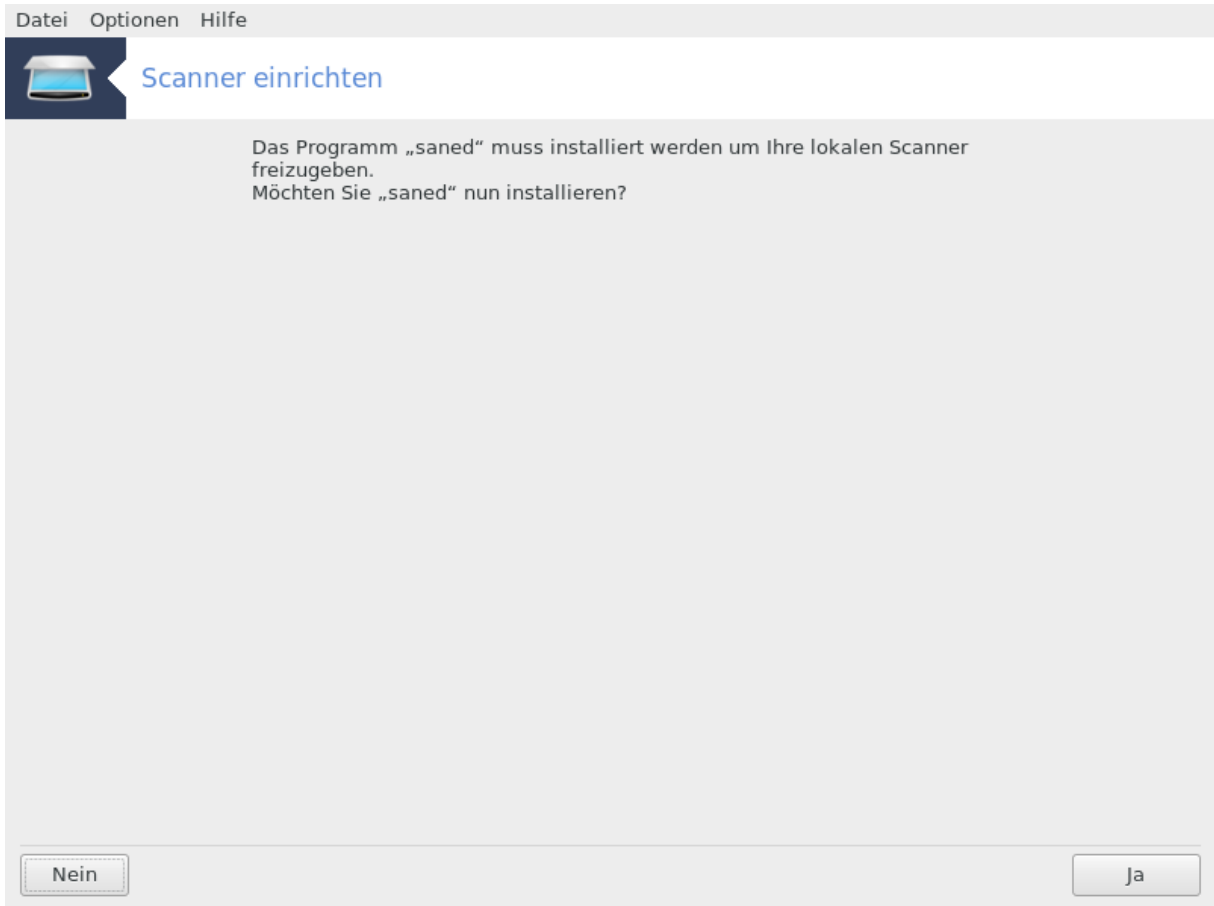 Datei Optionen Hilfe
Scanner einrichten
Das Programm „saned“ muss installiert werden um Ihre lokalen Scanner
freizugeben.
Möchten Sie „saned“ nun installieren?
Nein Ja